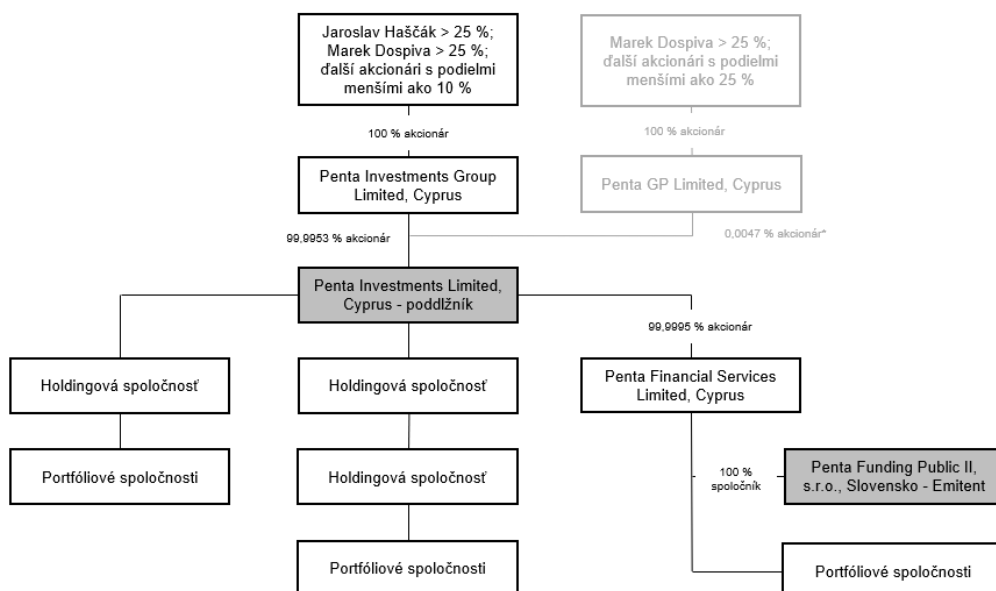 Jaroslav Haščák > 25 %;
Marek Dospiva > 25 %;
ďalší akcionári s podielmi
menšími ako 10 %
Marek Dospiva > 25 %;
ďalší akcionári s podielmi
menšími ako 25 %
100 % akcionár
100 % akcionár
Penta Investments Group
Limited, Cyprus
Penta GP Limited, Cyprus
99,9953 % akcionár
0,0047 % akcionár*
Penta Investments Limited,
Cyprus - poddlžník
99,9995 % akcionár
Holdingová spoločnosť
Holdingová spoločnosť
Penta Financial Services
Limited, Cyprus
Portfóliové spoločnosti
Holdingová spoločnosť
100 %
spoločník
Penta Funding Public II,
s.r.o., Slovensko - Emitent
Portfóliové spoločnosti
Portfóliové spoločnosti